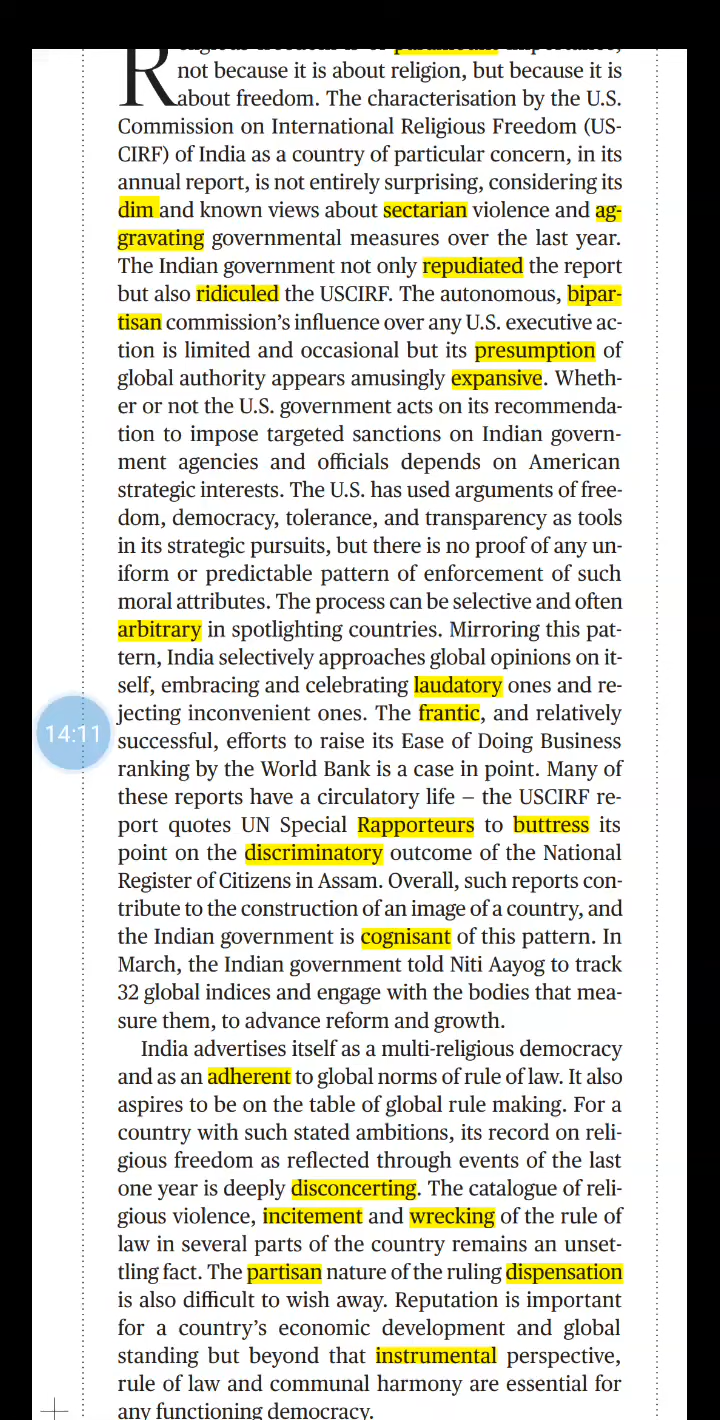 R
not because it is about religion, but because it is
about freedom. The characterisation by the U.S.
Commission on International Religious Freedom (US-
CIRF) of India as a country of particular concern, in its
annual report, is not entirely surprising, considering its
dim and known views about sectarian violence and ag-
gravating governmental measures over the last year.
The Indian government not only repudiated the report
but also ridiculed the USCIRF. The autonomous, bipar-
tisan commission’s influence over any U.S. executive ac-
tion is limited and occasional but its presumption of
global authority appears amusingly expansive. Wheth-
er or not the U.S. government acts on its recommenda-
tion to impose targeted sanctions on Indian govern-
ment agencies and officials depends on American
strategic interests. The U.S. has used arguments of free-
dom, democracy, tolerance, and transparency as tools
in its strategic pursuits, but there is no proof of any un-
iform or predictable pattern of enforcement of such
moral attributes. The process can be selective and often
arbitrary in spotlighting countries. Mirroring this pat-
tern, India selectively approaches global opinions on it-
self, embracing and celebrating laudatory ones and re-
jecting inconvenient ones. The frantic, and relatively
14:11
successful, efforts to raise its Ease of Doing Business
ranking by the World Bank is a case in point. Many of
these reports have a circulatory life – the USCIRF re-
port quotes UN Special Rapporteurs to buttress its
point on the discriminatory outcome of the National
Register of Citizens in Assam. Overall, such reports con-
tribute to the construction of an image of a country, and
the Indian government is cognisant of this pattern. In
March, the Indian government told Niti Aayog to track
32 global indices and engage with the bodies that mea-
sure them, to advance reform and growth.
India advertises itself as a multi-religious democracy
and as an adherent to global norms of rule of law. It also
aspires to be on the table of global rule making. For a
country with such stated ambitions, its record on reli-
gious freedom as reflected through events of the last
one year is deeply disconcerting. The catalogue of reli-
gious violence, incitement and wrecking of the rule of
law in several parts of the country remains an unset-
tling fact. The partisan nature of the ruling dispensation
is also difficult to wish away. Reputation is important
for a country’s economic development and global
standing but beyond that instrumental perspective,
rule of law and communal harmony are essential for
any functioning democracy.